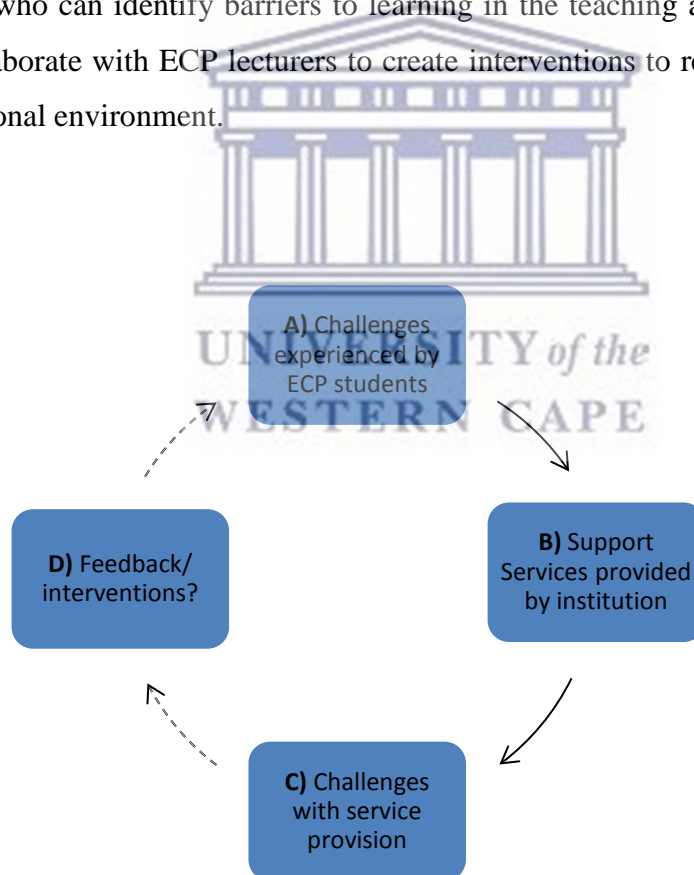 who can identify barriers to learning in the teaching a
aborate with ECP lecturers to create interventions to re
onal environment.
UNIVERSITY of the
WESTERN CAPE
A) Challenges
experienced by
ECP students
B) Support
Services provided
by institution
C) Challenges
with service
provision
D) Feedback/
interventions?